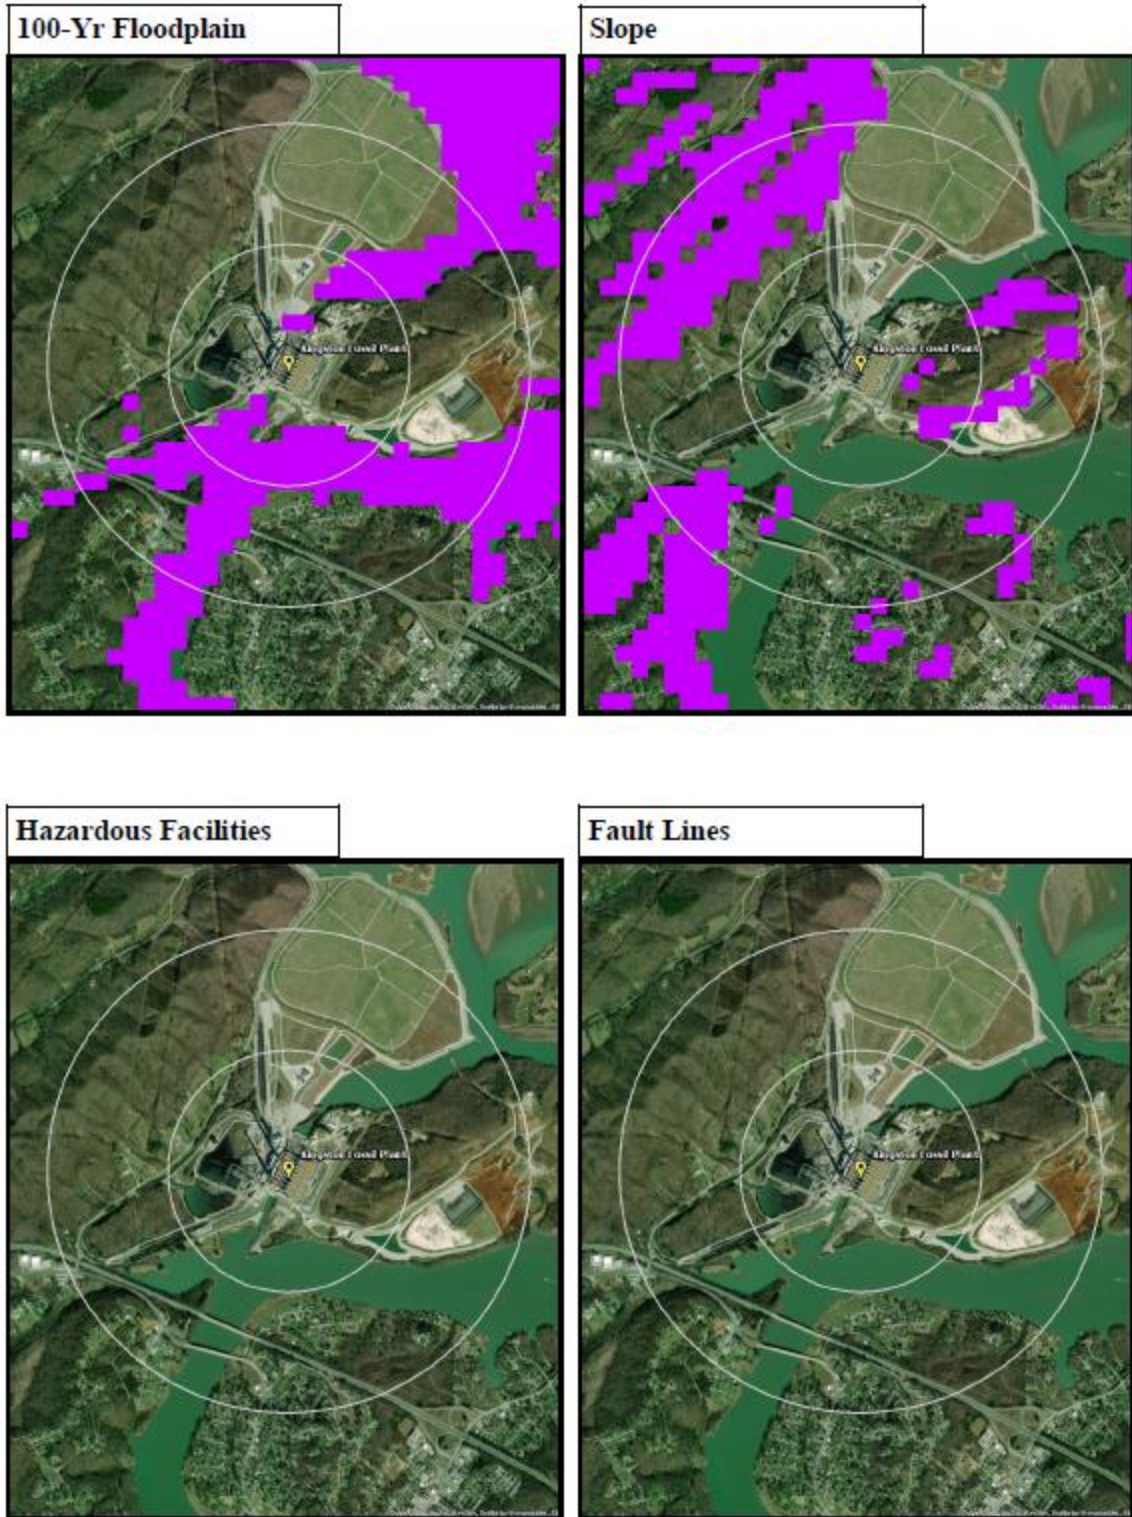 100-Yr Floodplain
Slope
Kingston Fossil Plant
Kingston Fossil Plant
Hazardous Facilities
Fault Lines
Kingston Fossil Plant
Kingston Fossil Plant